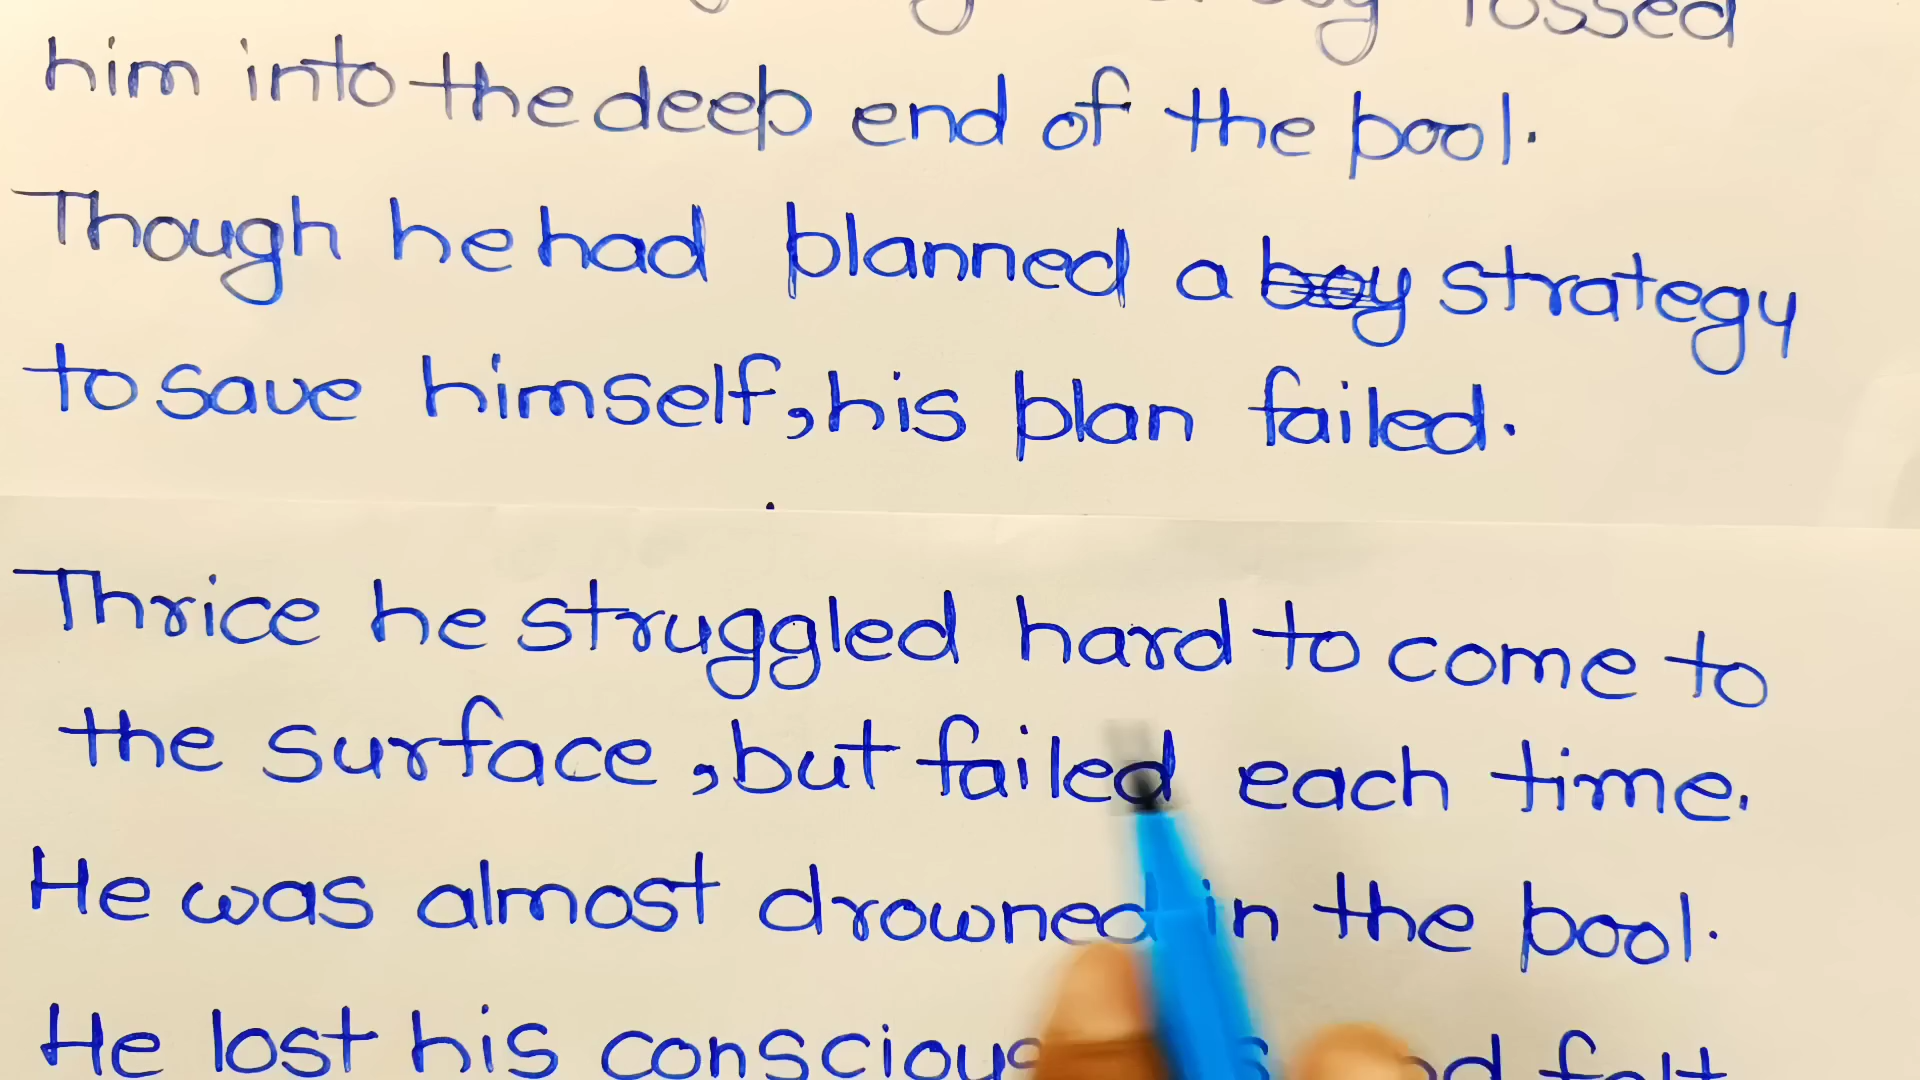 tossed
him into the deep end of the pool.
Though he had planned a strategy
to save himself, his plan failed.
Thrice he struggled hard to come to
the surface, but failed each time.
He was almost drowned in the pool.
He lost his felt